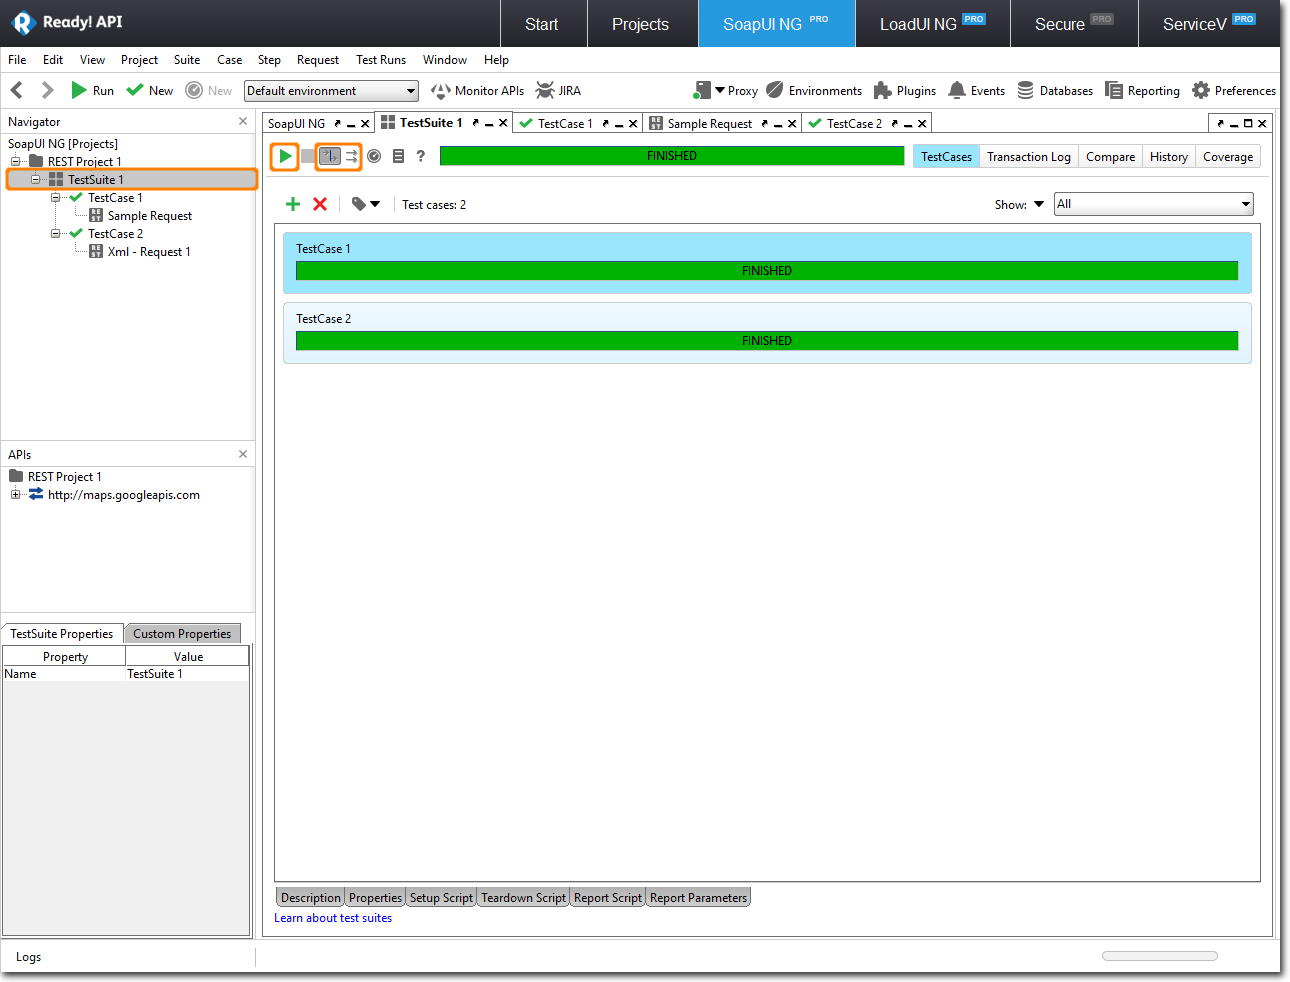 Ready! API
Start
Projects
SoapUI NG PRO
LoadUI NG PRO
Secure PRO
ServiceV PRO
File Edit View Project Suite Case Step Request Test Runs Window Help
Run New New Default environment Monitor APIs JIRA Proxy Environments Plugins Events Databases Reporting Preferences
Navigator
SoapUI NG [Projects]
REST Project 1
TestSuite 1
TestCase 1
REST Sample Request
TestCase 2
REST Xml - Request 1
APIs
REST Project 1
http://maps.googleapis.com
TestSuite Properties Custom Properties
Property Value
Name TestSuite 1
SoapUI NG TestSuite 1 TestCase 1 REST Sample Request TestCase 2
? FINISHED TestCases Transaction Log Compare History Coverage
Test cases: 2 Show: All
TestCase 1
FINISHED
TestCase 2
FINISHED
Description Properties Setup Script Teardown Script Report Script Report Parameters
Learn about test suites
Logs